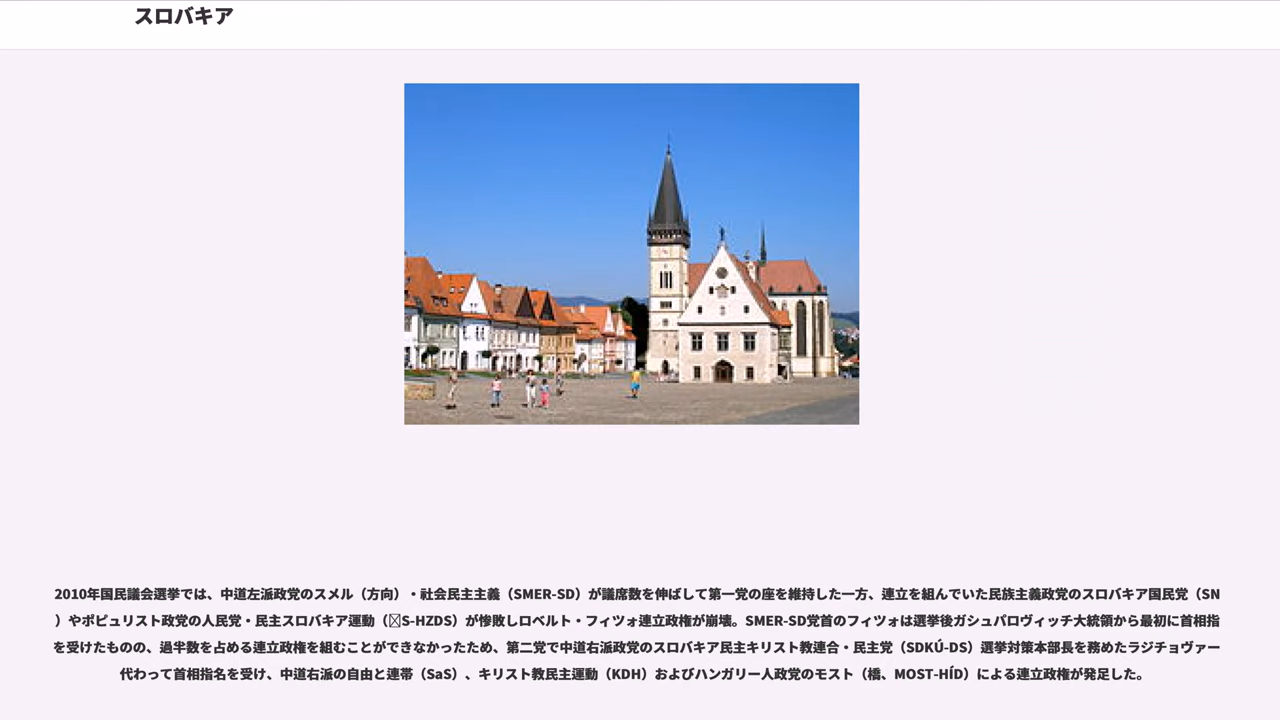 スロバキア
2010年国民議会選挙では、中道左派政党のスメル（方向）・社会民主主義（SMER-SD）が議席数を伸ばして第一党の座を維持した一方、連立を組んでいた民族主義政党のスロバキア国民党（SN
）やポピュリスト政党の人民党・民主スロバキア運動（S-HZDS）が惨敗しロベルト・フィツォ連立政権が崩壊。SMER-SD党首のフィツォは選挙後ガシュパロヴィッチ大統領から最初に首相指
を受けたものの、過半数を占める連立政権を組むことができなかったため、第二党で中道右派政党のスロバキア民主キリスト教連合・民主党（SDKÚ-DS）選挙対策本部長を務めたラジチョヴァー
代わって首相指名を受け、中道右派の自由と連帯（SaS）、キリスト教民主運動（KDH）およびハンガリー人政党のモスト（橋、MOST-HÍD）による連立政権が発足した。